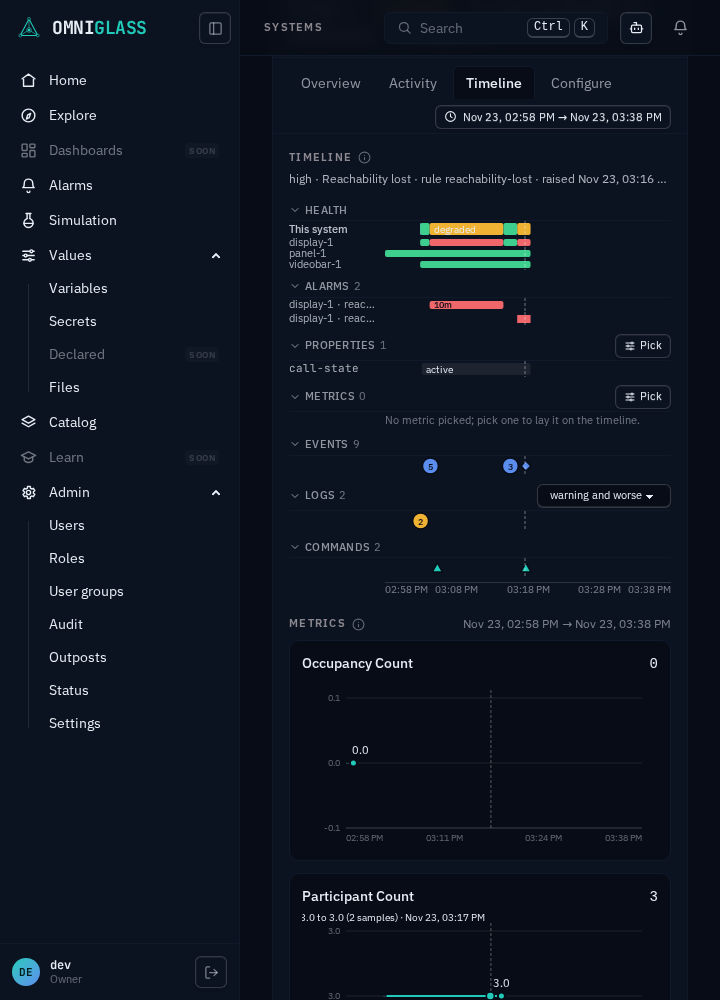 OMNIGLASS
SYSTEMS
Search
Ctrl K
Home
Explore
Dashboards SOON
Alarms
Simulation
Values
Variables
Secrets
Declared SOON
Files
Catalog
Learn SOON
Admin
Users
Roles
User groups
Audit
Outposts
Status
Settings
DE dev
Owner
Overview Activity Timeline Configure
Nov 23, 02:58 PM → Nov 23, 03:38 PM
TIMELINE
high · Reachability lost · rule reachability-lost · raised Nov 23, 03:16 ...
HEALTH
This system degraded
display-1
panel-1
videobar-1
ALARMS 2
display-1 · reac... 10m
display-1 · reac...
PROPERTIES 1 Pick
call-state active
METRICS 0 Pick
No metric picked; pick one to lay it on the timeline.
EVENTS 9
5 3
LOGS 2 warning and worse
2
COMMANDS 2
02:58 PM 03:08 PM 03:18 PM 03:28 PM 03:38 PM
METRICS Nov 23, 02:58 PM → Nov 23, 03:38 PM
Occupancy Count 0
0.1
0.0
0.0
-0.1
02:58 PM 03:11 PM 03:24 PM 03:38 PM
Participant Count 3
3.0 to 3.0 (2 samples) · Nov 23, 03:17 PM
3.0
3.0
3.0